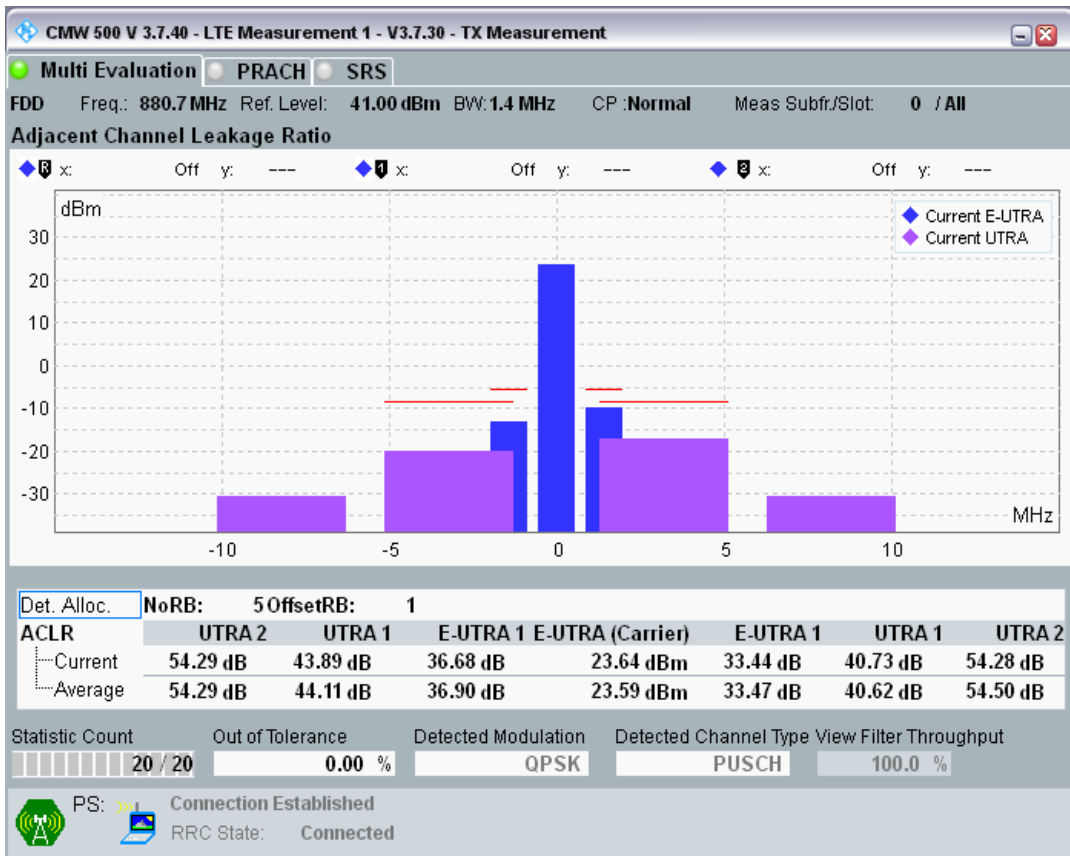 CMW 500 V 3.7.40 - LTE Measurement 1 - V3.7.30 - TX Measurement
Multi Evaluation PRACH SRS
FDD Freq.: 880.7 MHz Ref. Level: 41.00 dBm BW: 1.4 MHz CP :Normal Meas Subfr./Slot: 0 / All
Adjacent Channel Leakage Ratio
R x: Off y: --- 1 x: Off y: --- 2 x: Off y: ---
dBm
Current E-UTRA
Current UTRA
30
20
10
0
-10
-20
-30
MHz
-10 -5 0 5 10
Det. Alloc. NoRB: 5 OffsetRB: 1
ACLR UTRA 2 UTRA 1 E-UTRA 1 E-UTRA (Carrier) E-UTRA 1 UTRA 1 UTRA 2
Current 54.29 dB 43.89 dB 36.68 dB 23.64 dBm 33.44 dB 40.73 dB 54.28 dB
Average 54.29 dB 44.11 dB 36.90 dB 23.59 dBm 33.47 dB 40.62 dB 54.50 dB
Statistic Count Out of Tolerance Detected Modulation Detected Channel Type View Filter Throughput
20 / 20 0.00 % QPSK PUSCH 100.0 %
PS: Connection Established
RRC State: Connected